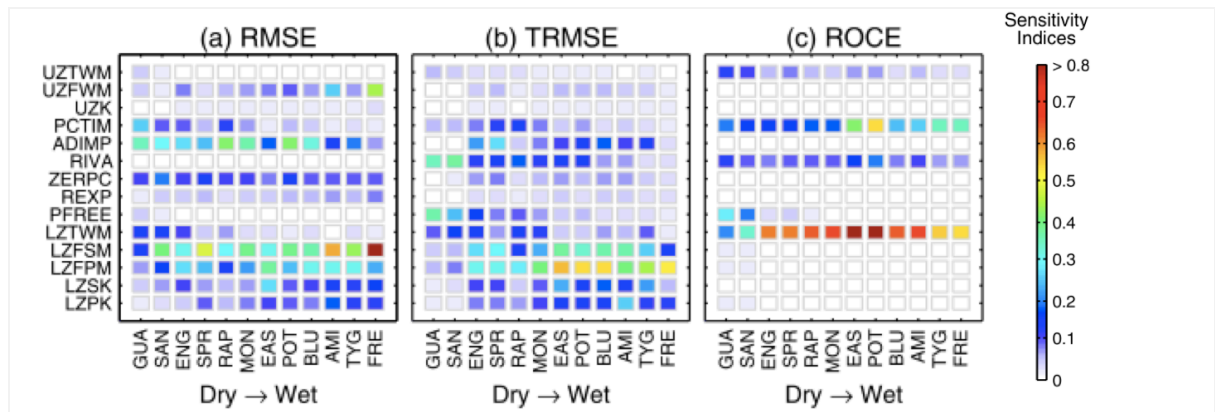 (a) RMSE
(b) TRMSE
(c) ROCE
Sensitivity
Indices
UZTWM
UZFWM
UZK
PCTIM
ADIMP
RIVA
ZERPC
REXP
PFREE
LZTWM
LZFSM
LZFPM
LZSK
LZPK
> 0.8
0.7
0.6
0.5
0.4
0.3
0.2
0.1
0
GUA SAN ENG SPR RAP MON EAS POT BLU AMI TYG FRE
GUA SAN ENG SPR RAP MON EAS POT BLU AMI TYG FRE
GUA SAN ENG SPR RAP MON EAS POT BLU AMI TYG FRE
Dry → Wet
Dry → Wet
Dry → Wet